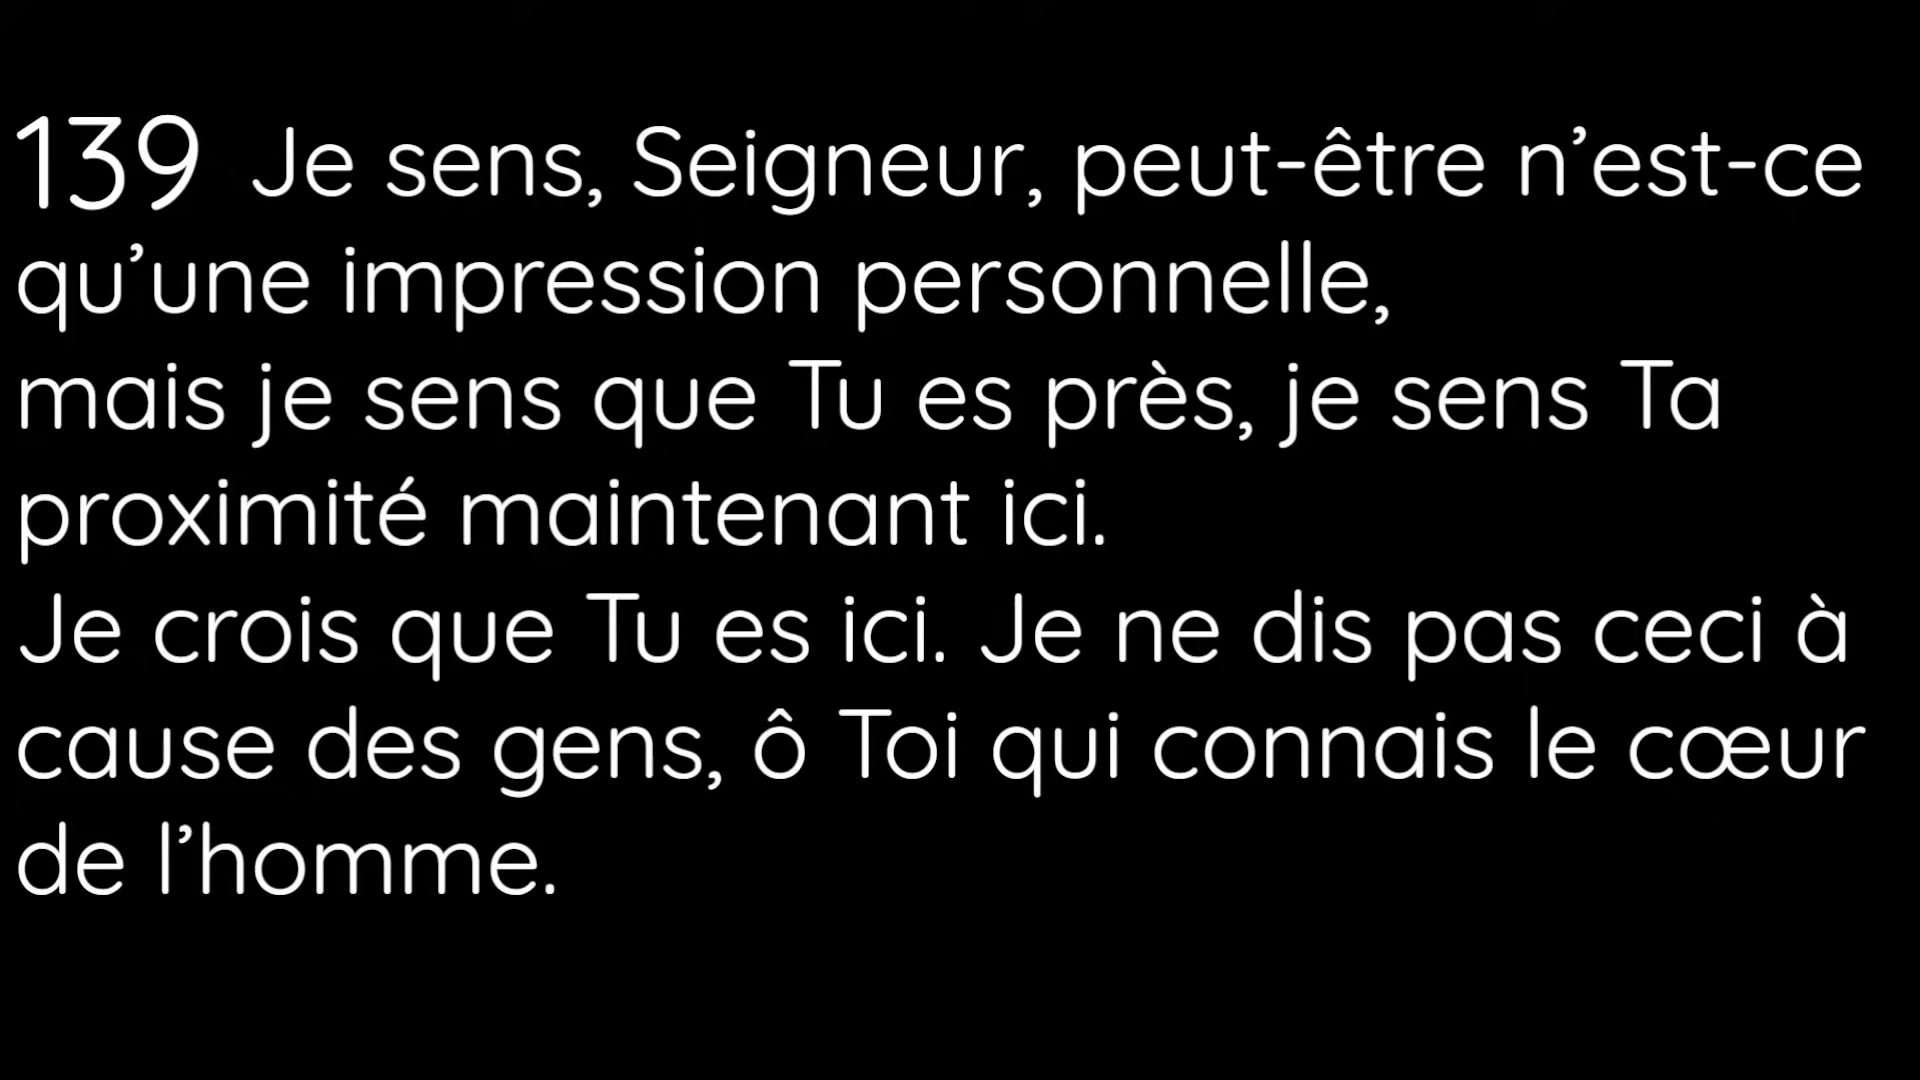 139 Je sens, Seigneur, peut-être n’est-ce
qu’une impression personnelle,
mais je sens que Tu es près, je sens Ta
proximité maintenant ici.
Je crois que Tu es ici. Je ne dis pas ceci à
cause des gens, ô Toi qui connais le cœur
de l’homme.